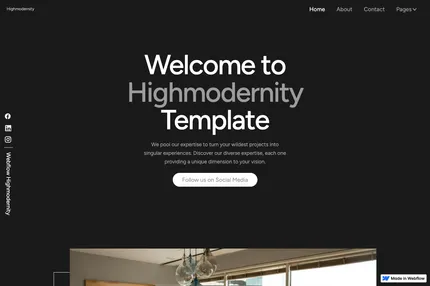 Highmodernity
Home
About
Contact
Pages
Welcome to
Highmodernity
Template
We pool our expertise to turn your wildest projects into
singular experiences. Discover our diverse expertise, each one
providing a unique dimension to your vision.
Follow us on Social Media
Webflow Highmodernity
Made in Webflow